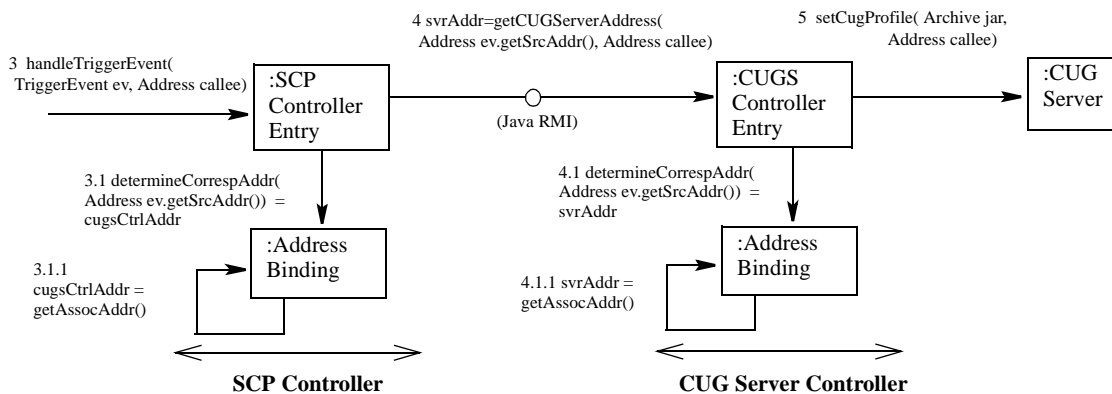 3 handleTriggerEvent(
TriggerEvent ev, Address callee)
:SCP
Controller
Entry
4 svrAddr=getCUGServerAddress(
Address ev.getSrcAddr(), Address callee)
(Java RMI)
:CUGS
Controller
Entry
5 setCugProfile( Archive jar,
Address callee)
:CUG
Server
3.1 determineCorrespAddr(
Address ev.getSrcAddr()) =
cugsCtrlAddr
:Address
Binding
3.1.1
cugsCtrlAddr =
getAssocAddr()
4.1 determineCorrespAddr(
Address ev.getSrcAddr()) =
svrAddr
:Address
Binding
4.1.1 svrAddr =
getAssocAddr()
SCP Controller
CUG Server Controller